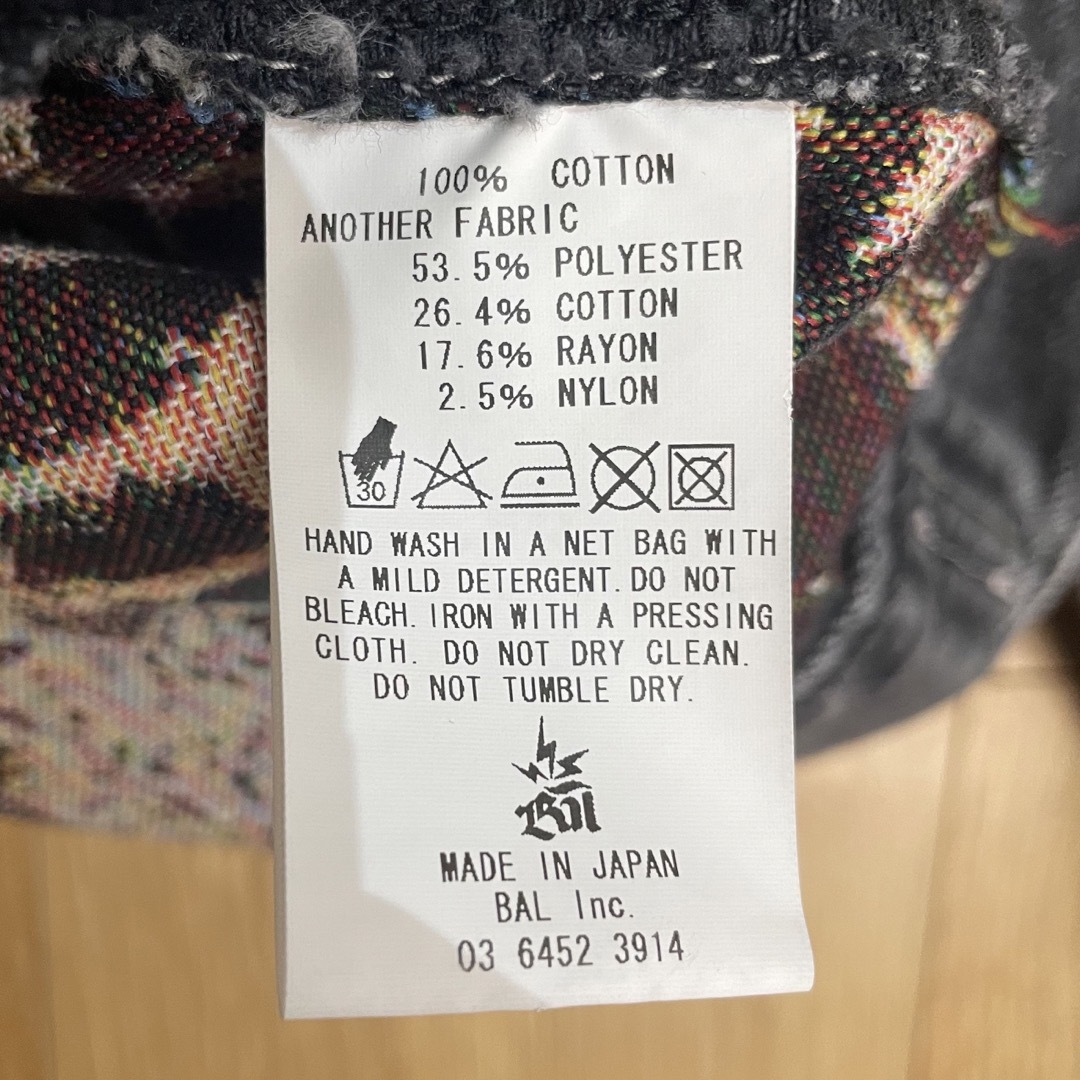 100% COTTON
ANOTHER FABRIC
53.5% POLYESTER
26.4% COTTON
17.6% RAYON
2.5% NYLON
30
HAND WASH IN A NET BAG WITH
A MILD DETERGENT. DO NOT
BLEACH. IRON WITH A PRESSING
CLOTH. DO NOT DRY CLEAN.
DO NOT TUMBLE DRY.
Bal
MADE IN JAPAN
BAL Inc.
03 6452 3914